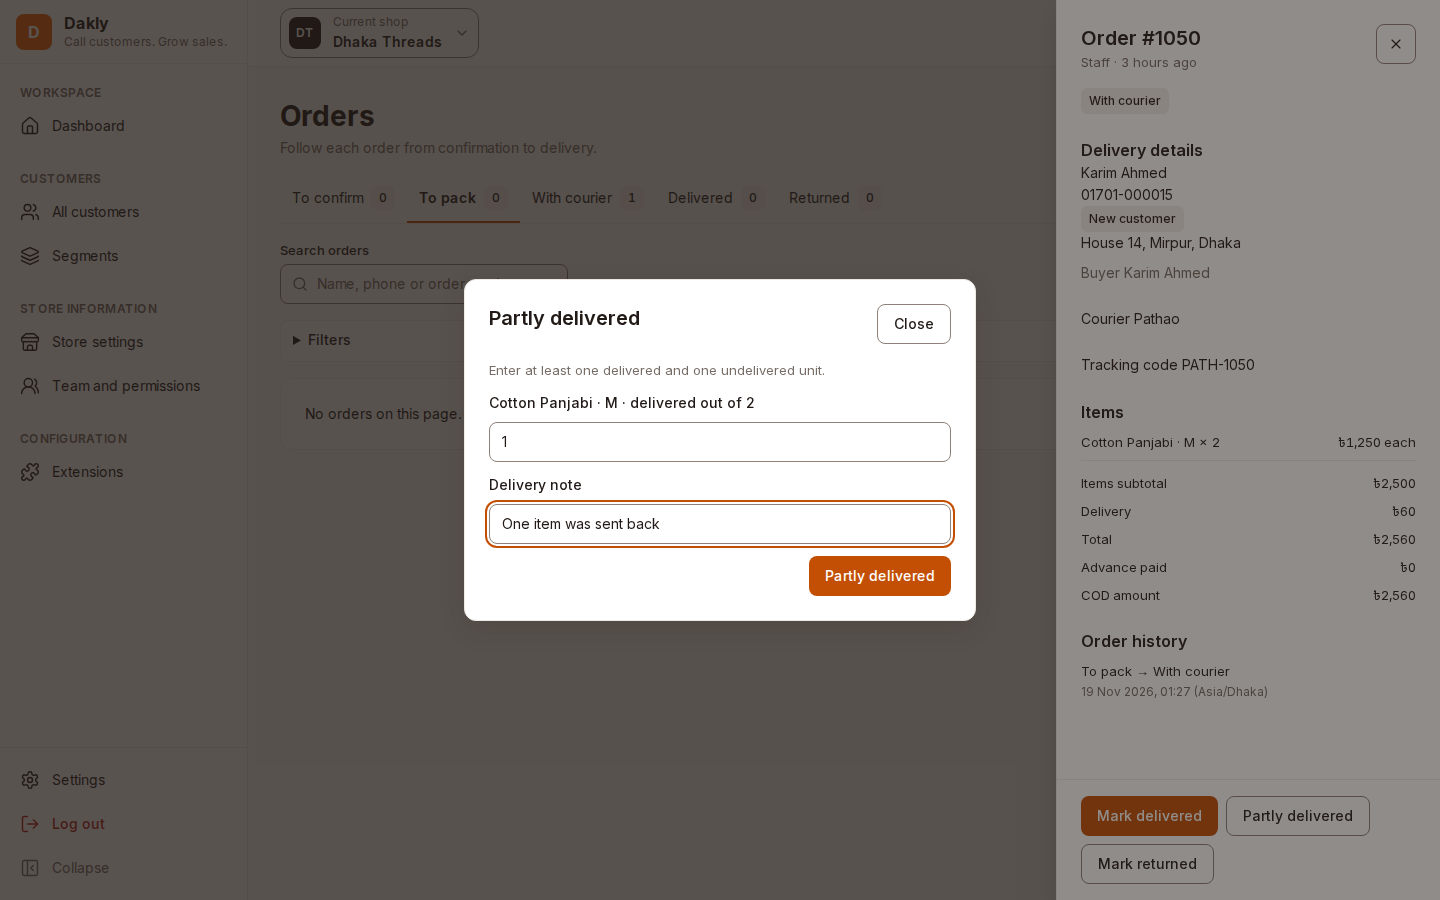 D
Dakly
Call customers. Grow sales.
WORKSPACE
Dashboard
CUSTOMERS
All customers
Segments
STORE INFORMATION
Store settings
Team and permissions
CONFIGURATION
Extensions
Settings
Log out
Collapse
DT
Current shop
Dhaka Threads
Orders
Follow each order from confirmation to delivery.
To confirm 0 To pack 0 With courier 1 Delivered 0 Returned 0
Search orders
Name, phone or order
Filters
No orders on this page.
Partly delivered
Close
Enter at least one delivered and one undelivered unit.
Cotton Panjabi · M · delivered out of 2
1
Delivery note
One item was sent back
Partly delivered
Order #1050
Staff · 3 hours ago
With courier
Delivery details
Karim Ahmed
01701-000015
New customer
House 14, Mirpur, Dhaka
Buyer Karim Ahmed
Courier Pathao
Tracking code PATH-1050
Items
Cotton Panjabi · M × 2 ৳1,250 each
Items subtotal ৳2,500
Delivery ৳60
Total ৳2,560
Advance paid ৳0
COD amount ৳2,560
Order history
To pack → With courier
19 Nov 2026, 01:27 (Asia/Dhaka)
Mark delivered
Partly delivered
Mark returned